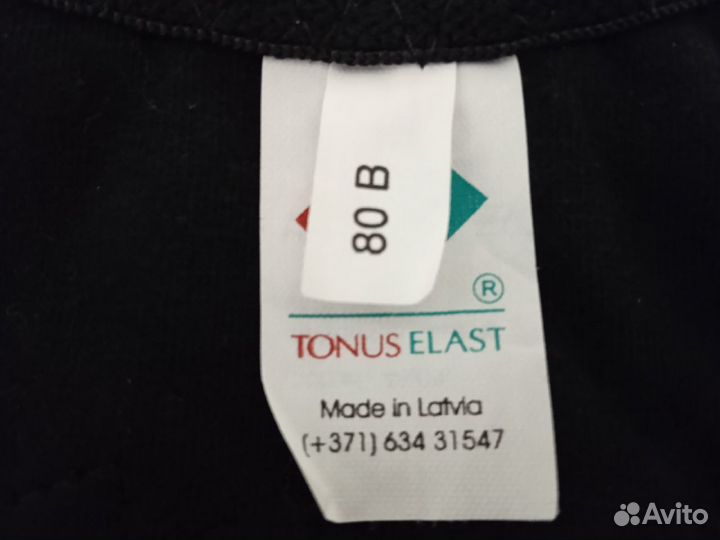 80 B
®
TONUS ELAST
Made in Latvia
(+371) 634 31547
Avito